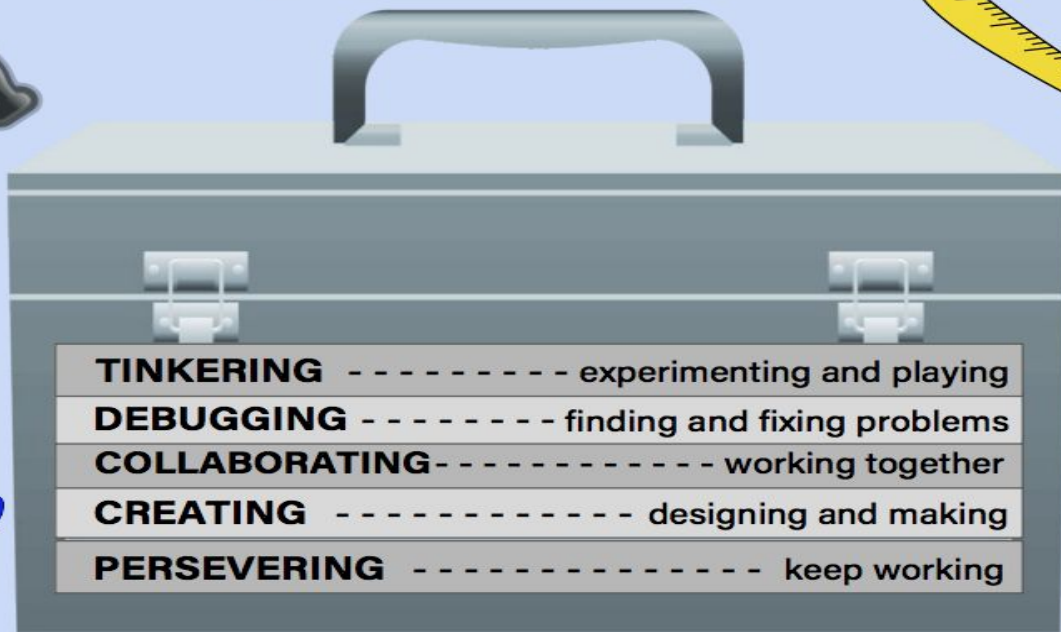 TINKERING - - - - - - - - - experimenting and playing
DEBUGGING - - - - - - - - finding and fixing problems
COLLABORATING- - - - - - - - - - - - working together
CREATING - - - - - - - - - - - - designing and making
PERSEVERING - - - - - - - - - - - - - - keep working